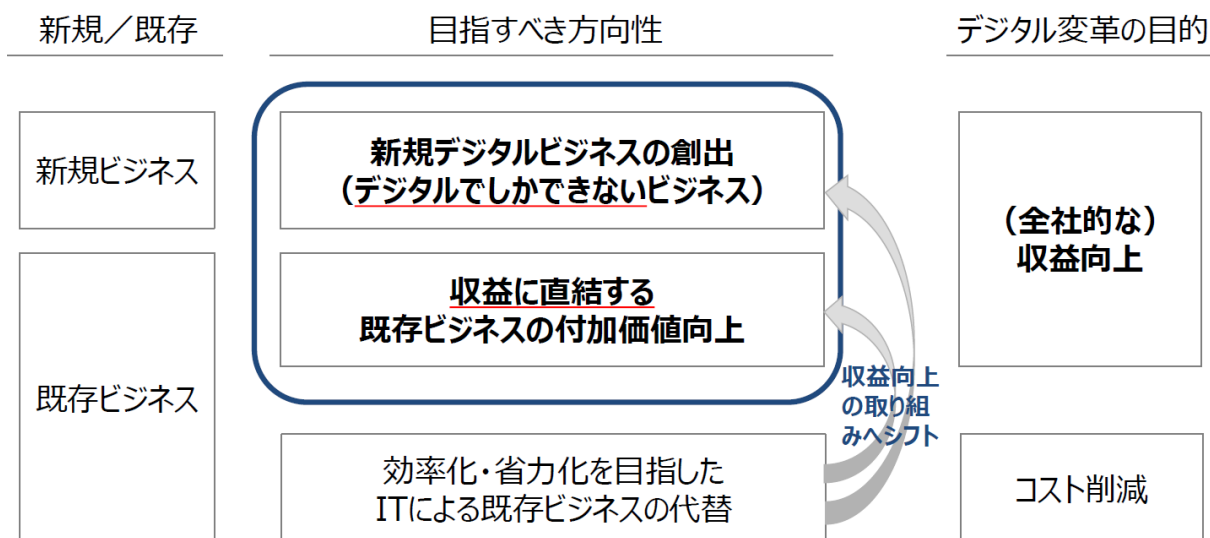 新規／既存
目指すべき方向性
デジタル変革の目的
新規ビジネス
新規デジタルビジネスの創出
（デジタルでしかできないビジネス）
（全社的な）
収益向上
収益に直結する
既存ビジネスの付加価値向上
既存ビジネス
収益向上
の取り組
みへシフト
効率化・省力化を目指した
ITによる既存ビジネスの代替
コスト削減